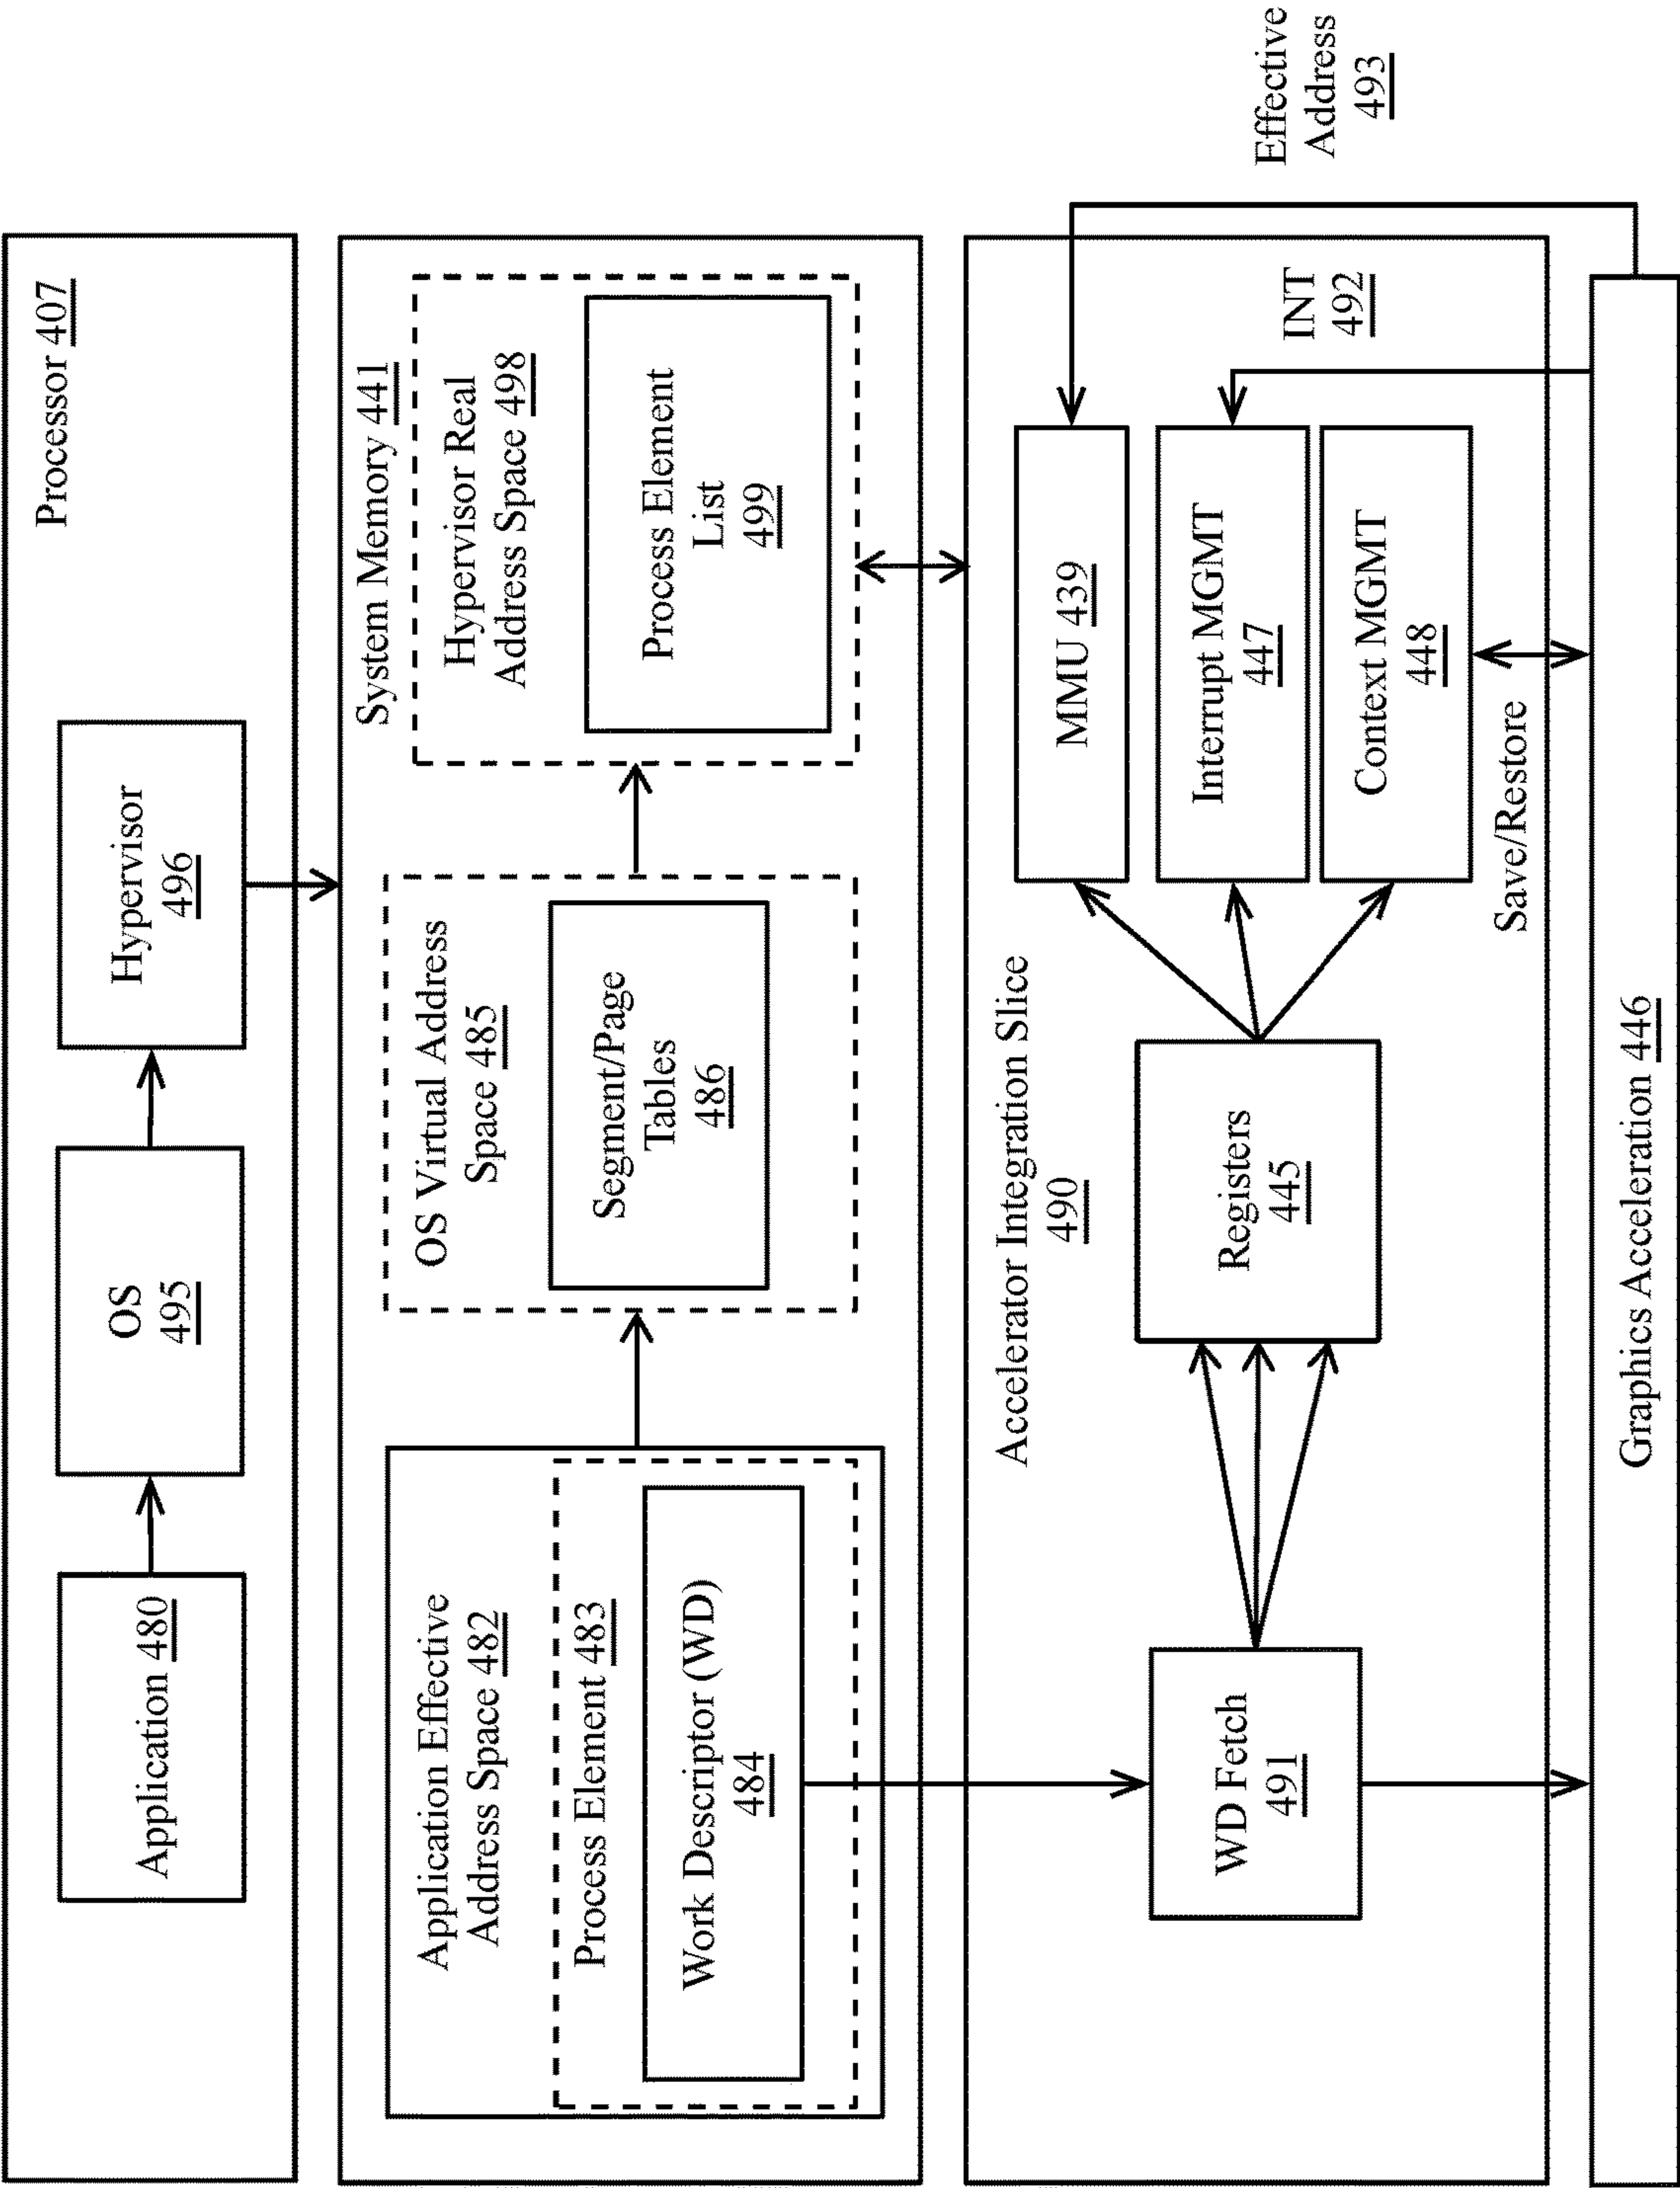 Processor 407
Application 480
OS
495
Hypervisor
496
System Memory 441
Application Effective
Address Space 482
Process Element 483
Work Descriptor (WD)
484
OS Virtual Address
Space 485
Segment/Page
Tables
486
Hypervisor Real
Address Space 498
Process Element
List
499
Accelerator Integration Slice
490
WD Fetch
491
Registers
445
MMU 439
Interrupt MGMT
447
Context MGMT
448
INT
492
Effective
Address
493
Save/Restore
Graphics Acceleration 446